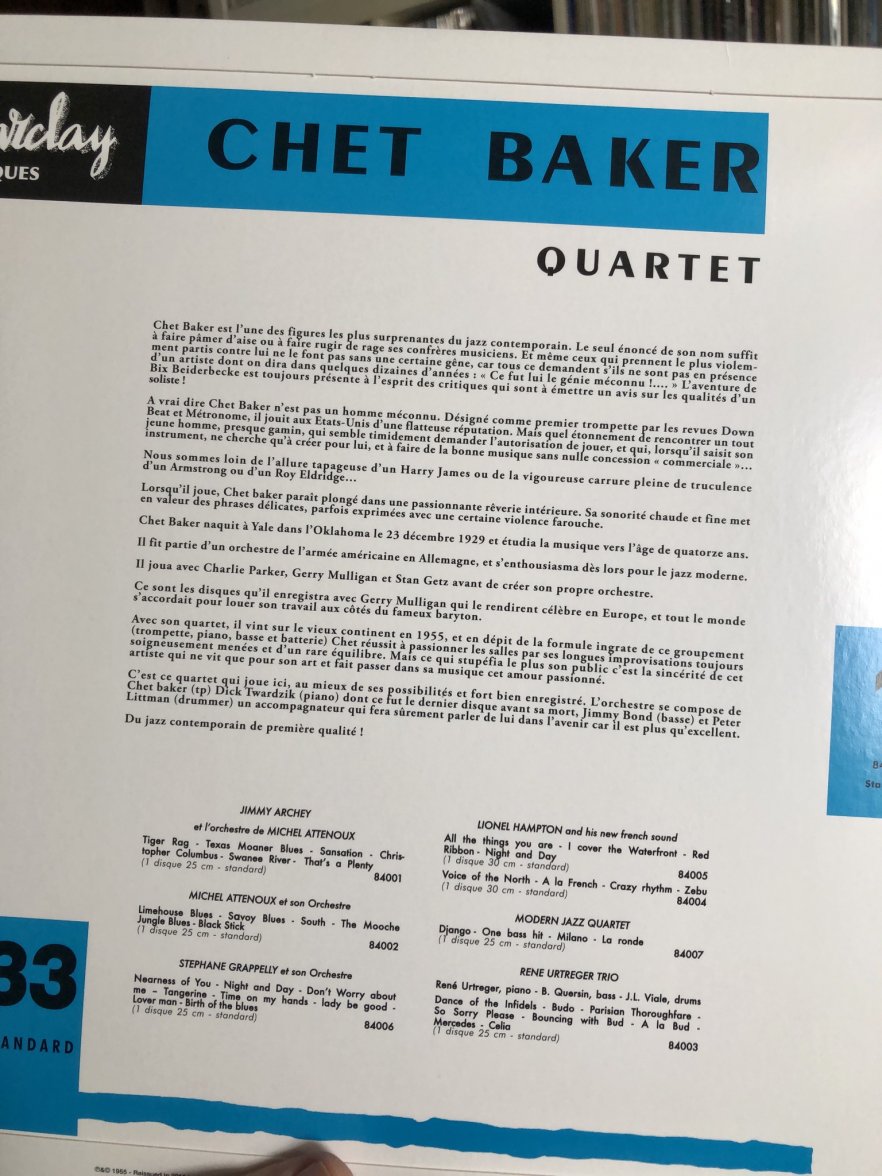 CHET BAKER
QUES
QUARTET
Chet Baker est l'une des figures les plus surprenantes du jazz contemporain. Le seul énoncé de son nom suffit
à faire pâmer d'aise ou à faire rugir de rage ses confrères musiciens. Et même ceux qui prennent le plus violem-
ment partis contre lui ne le font pas sans une certaine gêne, car tous ce demandent s'ils ne sont pas en présence
d'un artiste dont on dira dans quelques dizaines d'années : « Ce fut lui le génie méconnu !.... » L'aventure de
Bix Beiderbecke est toujours présente à l'esprit des critiques qui sont à émettre un avis sur les qualités d'un
soliste !
A vrai dire Chet Baker n'est pas un homme méconnu. Désigné comme premier trompette par les revues Down
Beat et Métronome, il jouit aux Etats-Unis d'une flatteuse réputation. Mais quel étonnement de rencontrer un tout
jeune homme, presque gamin, qui semble timidement demander l'autorisation de jouer, et qui, lorsqu'il saisit son
instrument, ne cherche qu'à créer pour lui, et à faire de la bonne musique sans nulle concession « commerciale »...
Nous sommes loin de l'allure tapageuse d'un Harry James ou de la vigoureuse carrure pleine de truculence
d'un Armstrong ou d'un Roy Eldridge...
Lorsqu'il joue, Chet baker paraît plongé dans une passionnante rêverie intérieure. Sa sonorité chaude et fine met
en valeur des phrases délicates, parfois exprimées avec une certaine violence farouche.
Chet Baker naquit à Yale dans l'Oklahoma le 23 décembre 1929 et étudia la musique vers l'âge de quatorze ans.
Il fit partie d'un orchestre de l'armée américaine en Allemagne, et s'enthousiasma dès lors pour le jazz moderne.
Il joua avec Charlie Parker, Gerry Mulligan et Stan Getz avant de créer son propre orchestre.
Ce sont les disques qu'il enregistra avec Gerry Mulligan qui le rendirent célèbre en Europe, et tout le monde
s'accordait pour louer son travail aux côtés du fameux baryton.
Avec son quartet, il vint sur le vieux continent en 1955, et en dépit de la formule ingrate de ce groupement
(trompette, piano, basse et batterie) Chet réussit à passionner les salles par ses longues improvisations toujours
soigneusement menées et d'un rare équilibre. Mais ce qui stupéfia le plus son public c'est la sincérité de cet
artiste qui ne vit que pour son art et fait passer dans sa musique cet amour passionné.
C'est ce quartet qui joue ici, au mieux de ses possibilités et fort bien enregistré. L'orchestre se compose de
Chet baker (tp) Dick Twardzik (piano) dont ce fut le dernier disque avant sa mort, Jimmy Bond (basse) et Peter
Littman (drummer) un accompagnateur qui fera sûrement parler de lui dans l'avenir car il est plus qu'excellent.
Du jazz contemporain de première qualité !
JIMMY ARCHEY
et l'orchestre de MICHEL ATTENOUX
Tiger Rag - Texas Moaner Blues - Sansation - Chris-
topher Columbus - Swanee River - That's a Plenty
(1 disque 25 cm - standard)
84001
MICHEL ATTENOUX et son Orchestre
Limehouse Blues - Savoy Blues - South - The Mooche
Jungle Blues - Black Stick
(1 disque 25 cm - standard)
84002
STEPHANE GRAPPELLY et son Orchestre
Nearness of You - Night and Day - Don't Worry about
me - Tangerine - Time on my hands - lady be good -
Lover man - Birth of the blues
(1 disque 25 cm - standard)
84006
LIONEL HAMPTON and his new french sound
All the things you are - I cover the Waterfront - Red
Ribbon - Night and Day
(1 disque 30 cm - standard)
84005
Voice of the North - A la French - Crazy rhythm - Zebu
(1 disque 30 cm - standard)
84004
MODERN JAZZ QUARTET
Django - One bass hit - Milano - La ronde
(1 disque 25 cm - standard)
84007
RENE URTREGER TRIO
René Urtreger, piano - B. Quersin, bass - J.L. Viale, drums
Dance of the Infidels - Budo - Parisian Thoroughfare -
So Sorry Please - Bouncing with Bud - A la Bud -
Mercedes - Celia
(1 disque 25 cm - standard)
84003
33
ANDARD
84
Sta
℗&© 1955 - Reissued in